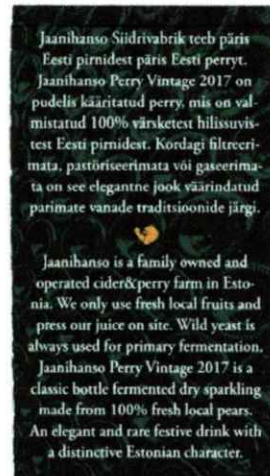 Jaanihanso Siidrivabrik teeb päris
Eesti pirnidest päris Eesti perryt.
Jaanihanso Perry Vintage 2017 on
pudelis kääritatud perry, mis on val-
mistatud 100% värsketest hilissuvis-
test Eesti pirnidest. Kordagi filtreeri-
mata, pastöriseerimata või gaseerima-
ta on see elegantne jook väärindatud
parimate vanade traditsioonide järgi.
Jaanihanso is a family owned and
operated cider&perry farm in Esto-
nia. We only use fresh local fruits and
press our juice on site. Wild yeast is
always used for primary fermentation.
Jaanihanso Perry Vintage 2017 is a
classic bottle fermented dry sparkling
made from 100% fresh local pears.
An elegant and rare festive drink with
a distinctive Estonian character.